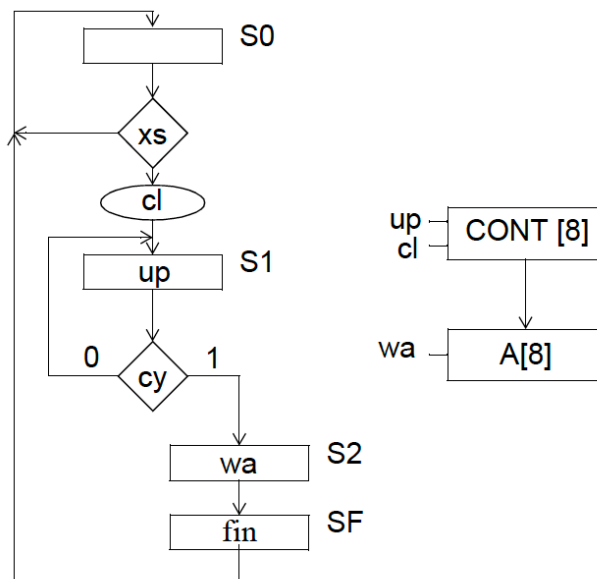 S0
xs
cl
up S1
0 cy 1
wa S2
fin SF
up
cl
CONT [8]
wa
A[8]